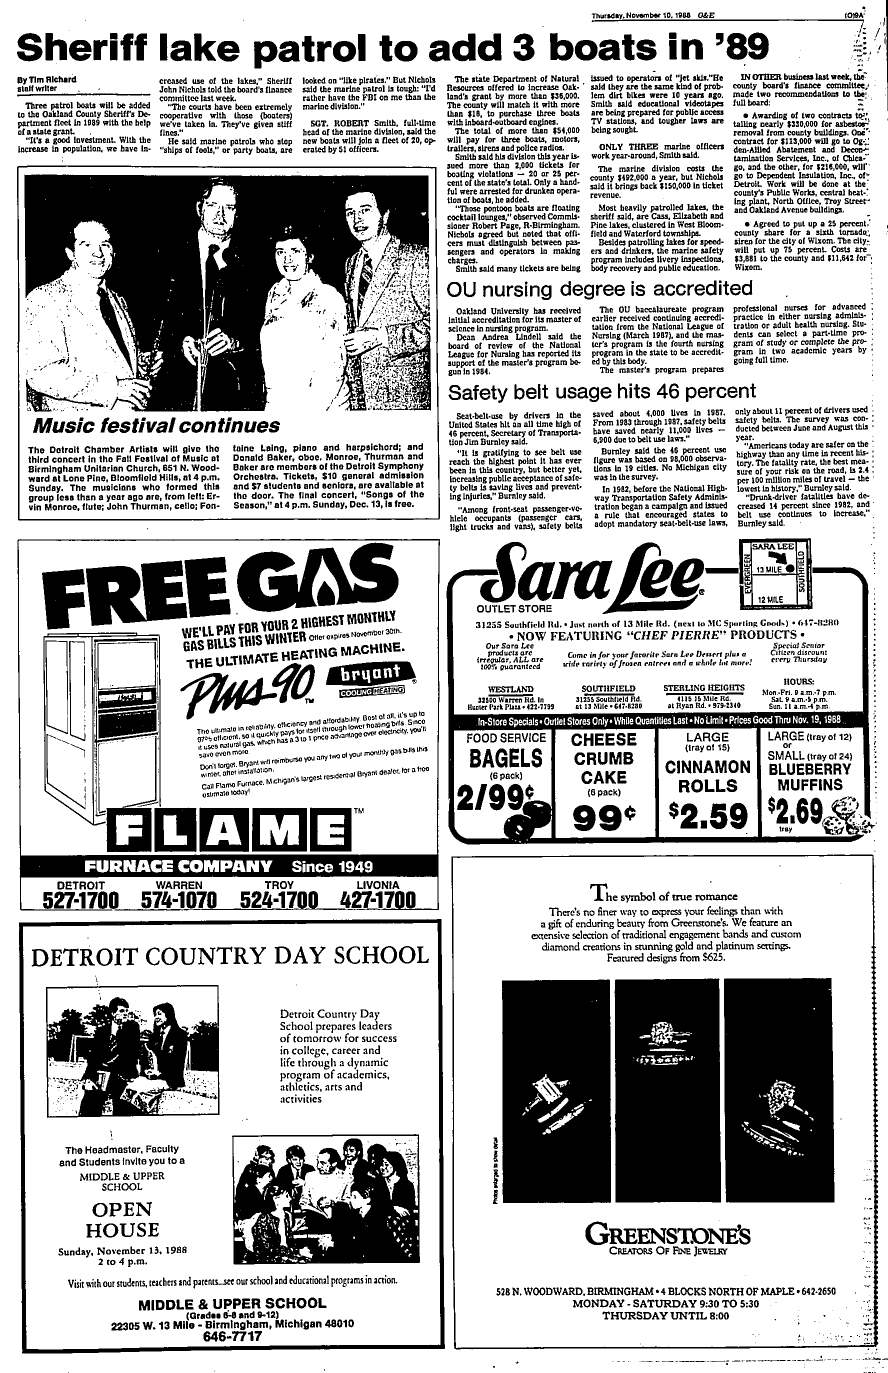 Thursday, November 10, 1988 O&E
(O)9A
Sheriff lake patrol to add 3 boats in '89
By Tim Richard
staff writer
Three patrol boats will be added
to the Oakland County Sheriff's De-
partment fleet in 1989 with the help
of a state grant.
"It's a good investment. With the
increase in population, we have in-
creased use of the lakes," Sheriff
John Nichols told the board's finance
committee last week.
"The courts have been extremely
cooperative with those (boaters)
we've taken in. They've given stiff
fines."
He said marine patrols who stop
"ships of fools," or party boats, are
looked on "like pirates." But Nichols
said the marine patrol is tough: "I'd
rather have the FBI on me than the
marine division."
SGT. ROBERT Smith, full-time
head of the marine division, said the
new boats will join a fleet of 20, op-
erated by 51 officers.
The state Department of Natural
Resources offered to increase Oak-
land's grant by more than $36,000.
The county will match it with more
than $18, to purchase three boats
with inboard-outboard engines.
The total of more than $54,000
will pay for three boats, motors,
trailers, sirens and police radios.
Smith said his division this year is-
sued more than 2,000 tickets for
boating violations — 20 or 25 per-
cent of the state's total. Only a hand-
ful were arrested for drunken opera-
tion of boats, he added.
"Those pontoon boats are floating
cocktail lounges," observed Commis-
sioner Robert Page, R-Birmingham.
Nichols agreed but noted that offi-
cers must distinguish between pas-
sengers and operators in making
charges.
Smith said many tickets are being
issued to operators of "jet skis."He
said they are the same kind of prob-
lem dirt bikes were 10 years ago.
Smith said educational videotapes
are being prepared for public access
TV stations, and tougher laws are
being sought.
ONLY THREE marine officers
work year-around, Smith said.
The marine division costs the
county $492,000 a year, but Nichols
said it brings back $150,000 in ticket
revenue.
Most heavily patrolled lakes, the
sheriff said, are Cass, Elizabeth and
Pine lakes, clustered in West Bloom-
field and Waterford townships.
Besides patrolling lakes for speed-
ers and drinkers, the marine safety
program includes livery inspections,
body recovery and public education.
IN OTHER business last week, the
county board's finance committee
made two recommendations to the
full board:
• Awarding of two contracts to-
talling nearly $330,000 for asbestos
removal from county buildings. One
contract for $113,000 will go to Og-
den-Allied Abatement and Decon-
tamination Services, Inc., of Chica-
go, and the other, for $216,000, will
go to Dependent Insulation, Inc., of
Detroit. Work will be done at the
county's Public Works, central heat-
ing plant, North Office, Troy Street
and Oakland Avenue buildings.
• Agreed to put up a 25 percent
county share for a sixth tornado
siren for the city of Wixom. The city
will put up 75 percent. Costs are
$3,881 to the county and $11,642 for
Wixom.
Music festival continues
The Detroit Chamber Artists will give the
third concert in the Fall Festival of Music at
Birmingham Unitarian Church, 651 N. Wood-
ward at Lone Pine, Bloomfield Hills, at 4 p.m.
Sunday. The musicians who formed this
group less than a year ago are, from left: Er-
vin Monroe, flute; John Thurman, cello; Fon-
taine Laing, piano and harpsichord; and
Donald Baker, oboe. Monroe, Thurman and
Baker are members of the Detroit Symphony
Orchestra. Tickets, $10 general admission
and $7 students and seniors, are available at
the door. The final concert, "Songs of the
Season," at 4 p.m. Sunday, Dec. 13, is free.
OU nursing degree is accredited
Oakland University has received
initial accreditation for its master of
science in nursing program.
Dean Andrea Lindell said the
board of review of the National
League for Nursing has reported its
support of the master's program be-
gun in 1984.
The OU baccalaureate program
earlier received continuing accredi-
tation from the National League of
Nursing (March 1987), and the mas-
ter's program is the fourth nursing
program in the state to be accredit-
ed by this body.
The master's program prepares
professional nurses for advanced
practice in either nursing adminis-
tration or adult health nursing. Stu-
dents can select a part-time pro-
gram of study or complete the pro-
gram in two academic years by
going full time.
Safety belt usage hits 46 percent
Seat-belt-use by drivers in the
United States hit an all time high of
46 percent, Secretary of Transporta-
tion Jim Burnley said.
"It is gratifying to see belt use
reach the highest point it has ever
been in this country, but better yet,
increasing public acceptance of safe-
ty belts is saving lives and prevent-
ing injuries," Burnley said.
"Among front-seat passenger-ve-
hicle occupants (passenger cars,
light trucks and vans), safety belts
saved about 4,000 lives in 1987.
From 1983 through 1987, safety belts
have saved nearly 11,000 lives —
6,900 due to belt use laws."
Burnley said the 46 percent use
figure was based on 98,000 observa-
tions in 19 cities. No Michigan city
was in the survey.
In 1982, before the National High-
way Transportation Safety Adminis-
tration began a campaign and issued
a rule that encouraged states to
adopt mandatory seat-belt-use laws,
only about 11 percent of drivers used
safety belts. The survey was con-
ducted between June and August this
year.
"Americans today are safer on the
highway than any time in recent his-
tory. The fatality rate, the best mea-
sure of your risk on the road, is 2.4
per 100 million miles of travel — the
lowest in history," Burnley said.
"Drunk-driver fatalities have de-
creased 14 percent since 1982, and
belt use continues to increase,"
Burnley said.
FREE GAS
WE'LL PAY FOR YOUR 2 HIGHEST MONTHLY
GAS BILLS THIS WINTER Offer expires November 30th.
THE ULTIMATE HEATING MACHINE.
Plus-90 ™
bryant
COOLING HEATING
The ultimate in reliability, efficiency and affordability. Best of all, it's up to
97% efficient, so it quickly pays for itself through lower heating bills. Since
it uses natural gas, which has a 3 to 1 price advantage over electricity, you'll
save even more.
Don't forget, Bryant will reimburse you any two of your monthly gas bills this
winter, after installation.
Call Flame Furnace, Michigan's largest residential Bryant dealer, for a free
estimate today!
FLAME™
FURNACE COMPANY Since 1949
DETROIT WARREN TROY LIVONIA
527-1700 574-1070 524-1700 427-1700
Sara Lee®
OUTLET STORE
SARA LEE
EVERGREEN
13 MILE
SOUTHFIELD
12 MILE
31255 Southfield Rd. • Just north of 13 Mile Rd. (next to MC Sporting Goods) • 647-8280
• NOW FEATURING "CHEF PIERRE" PRODUCTS •
Our Sara Lee
products are
irregular, ALL are
100% guaranteed
Come in for your favorite Sara Lee Dessert plus a
wide variety of frozen entrees and a whole lot more!
Special Senior
Citizen discount
every Thursday
WESTLAND
32500 Warren Rd. in
Hunter Park Plaza • 422-7799
SOUTHFIELD
31255 Southfield Rd.
at 13 Mile • 647-8280
STERLING HEIGHTS
4115 15 Mile Rd.
at Ryan Rd. • 979-2340
HOURS:
Mon.-Fri. 9 a.m.-7 p.m.
Sat. 9 a.m.-5 p.m.
Sun. 11 a.m.-4 p.m.
In-Store Specials • Outlet Stores Only • While Quantities Last • No Limit • Prices Good Thru Nov. 19, 1988
FOOD SERVICE
BAGELS
(6 pack)
2/99¢
CHEESE
CRUMB
CAKE
(6 pack)
99¢
LARGE
(tray of 15)
CINNAMON
ROLLS
$2.59
LARGE (tray of 12)
or
SMALL (tray of 24)
BLUEBERRY
MUFFINS
$2.69
tray
DETROIT COUNTRY DAY SCHOOL
Detroit Country Day
School prepares leaders
of tomorrow for success
in college, career and
life through a dynamic
program of academics,
athletics, arts and
activities
The Headmaster, Faculty
and Students invite you to a
MIDDLE & UPPER
SCHOOL
OPEN
HOUSE
Sunday, November 13, 1988
2 to 4 p.m.
Visit with our students, teachers and parents...see our school and educational programs in action.
MIDDLE & UPPER SCHOOL
(Grades 6-8 and 9-12)
22305 W. 13 Mile - Birmingham, Michigan 48010
646-7717
The symbol of true romance
There's no finer way to express your feelings than with
a gift of enduring beauty from Greenstone's. We feature an
extensive selection of traditional engagement bands and custom
diamond creations in stunning gold and platinum settings.
Featured designs from $625.
Photos enlarged to show detail
GREENSTONE'S
CREATORS OF FINE JEWELRY
528 N. WOODWARD, BIRMINGHAM • 4 BLOCKS NORTH OF MAPLE • 642-2650
MONDAY - SATURDAY 9:30 TO 5:30
THURSDAY UNTIL 8:00